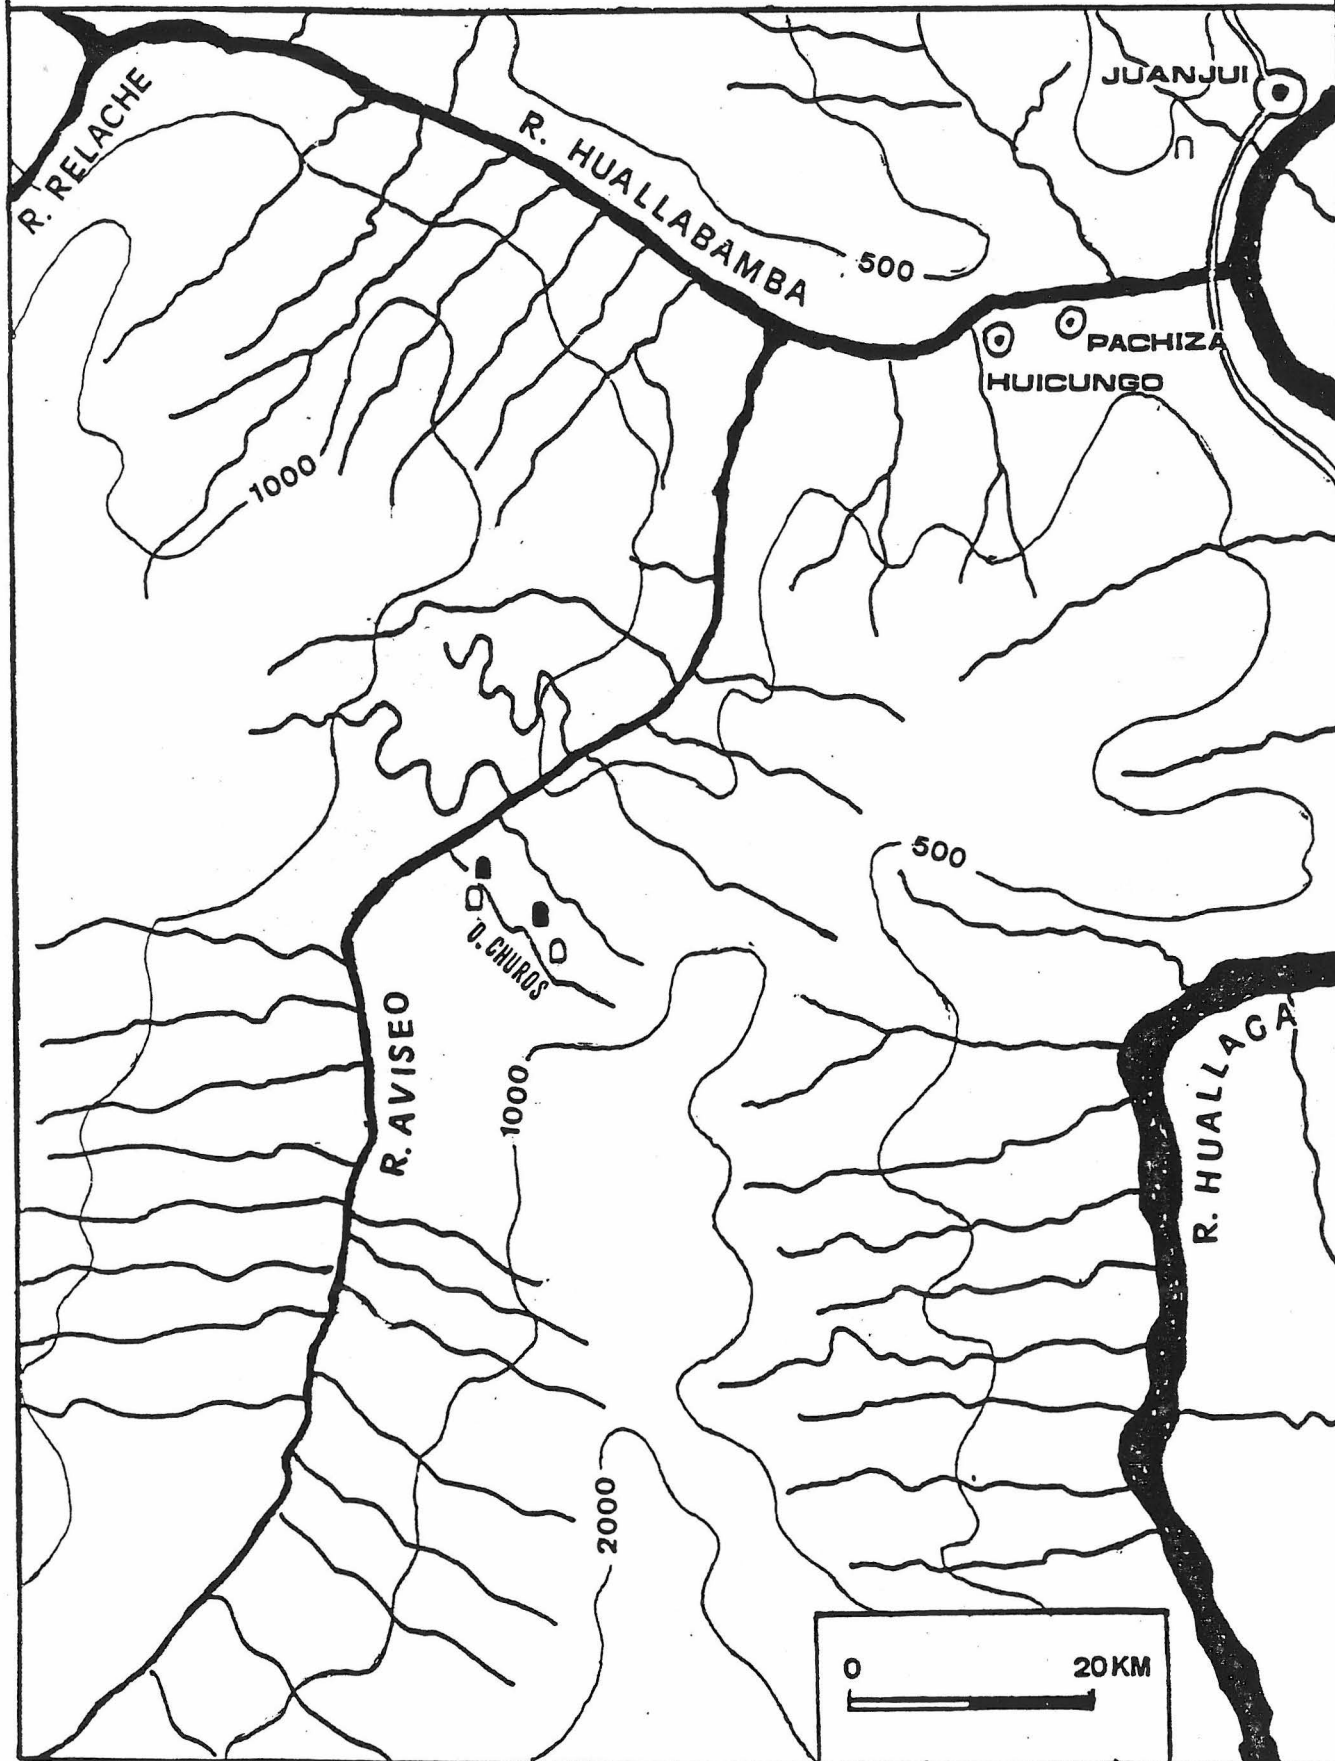 JUANJUI
R. RELACHE
R. HUALLABAMBA
500
PACHIZA
HUICUNGO
1000
500
Q. CHUROS
R. AVISEO
1000
R. HUALLAGA
2000
0 20KM